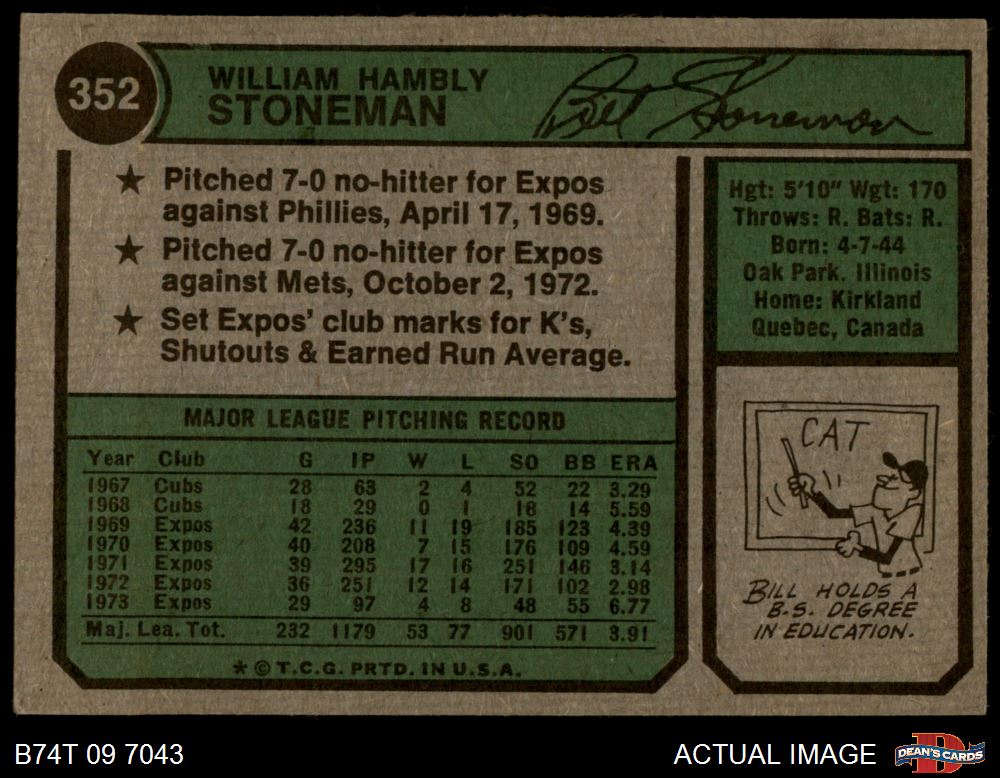 352
WILLIAM HAMBLY
STONEMAN
Bill Stoneman
★ Pitched 7-0 no-hitter for Expos
against Phillies, April 17, 1969.
★ Pitched 7-0 no-hitter for Expos
against Mets, October 2, 1972.
★ Set Expos' club marks for K's,
Shutouts & Earned Run Average.
Hgt: 5'10" Wgt: 170
Throws: R. Bats: R.
Born: 4-7-44
Oak Park. Illinois
Home: Kirkland
Quebec, Canada
MAJOR LEAGUE PITCHING RECORD
Year Club G IP W L SO BB ERA
1967 Cubs 28 63 2 4 52 22 3.29
1968 Cubs 18 29 0 1 18 14 5.59
1969 Expos 42 236 11 19 185 123 4.39
1970 Expos 40 208 7 15 176 109 4.59
1971 Expos 39 295 17 16 251 146 3.14
1972 Expos 36 251 12 14 171 102 2.98
1973 Expos 29 97 4 8 48 55 6.77
Maj. Lea. Tot. 232 1179 53 77 901 571 3.91
★ © T.C.G. PRTD. IN U.S.A.
CAT
BILL HOLDS A
B.S. DEGREE
IN EDUCATION.
B74T 09 7043
ACTUAL IMAGE
DEAN'S CARDS